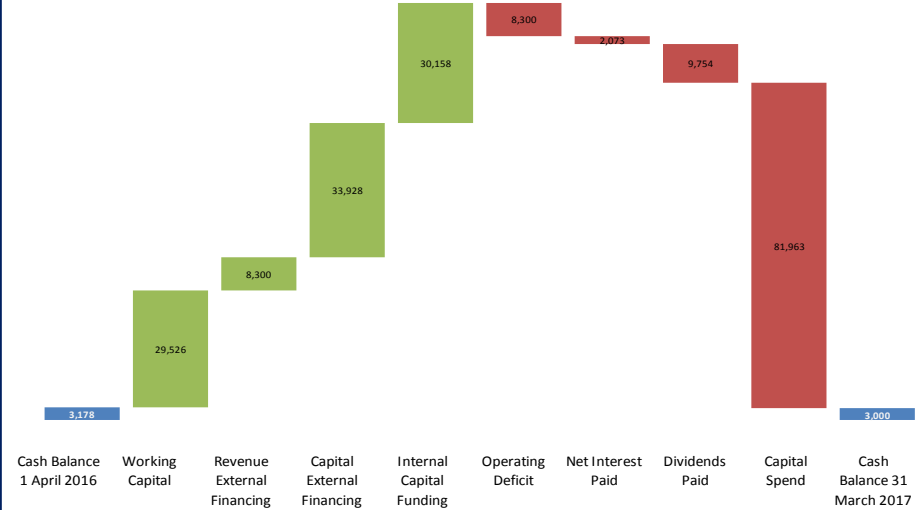 8,300
2,073
30,158
9,754
33,928
81,963
8,300
29,526
3,178
3,000
Cash Balance
1 April 2016
Working
Capital
Revenue
External
Financing
Capital
External
Financing
Internal
Capital
Funding
Operating
Deficit
Net Interest
Paid
Dividends
Paid
Capital
Spend
Cash
Balance 31
March 2017